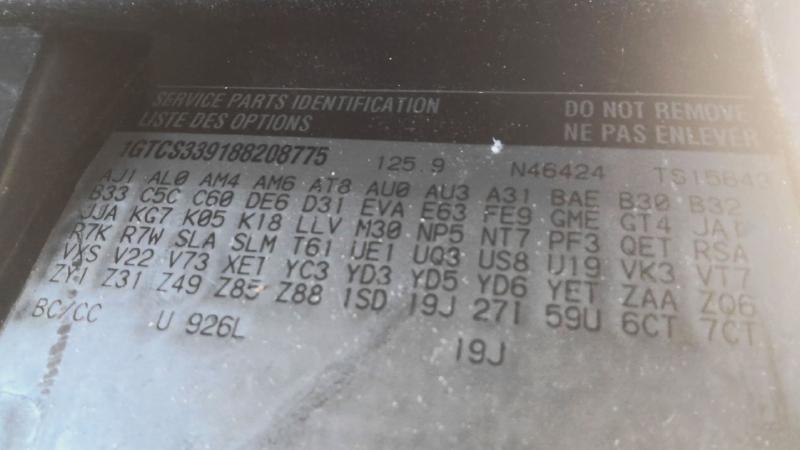 SERVICE PARTS IDENTIFICATION DO NOT REMOVE
LISTE DES OPTIONS NE PAS ENLEVER
1GTCS339188208775 125.9 N46424
AJ1 AL0 AM4 AM6 AT8 AU0 AU3 A31 BAE B30 B32
B33 C5C C60 DE6 D31 EVA E63 FE9 GME GT4
JJA KG7 K05 K18 LLV M30 NP5 NT7 PF3 QET RSA
R7K R7W SLA SLM T61 UE1 UQ3 US8 U19 VK3 VT7
VXS V22 V73 XE1 YC3 YD3 YD5 YD6 YET ZAA ZQ6
ZY1 Z31 Z49 Z85 Z88 1SD 19J 27I 59U 6CT 7CT
BC/CC U 926L 19J